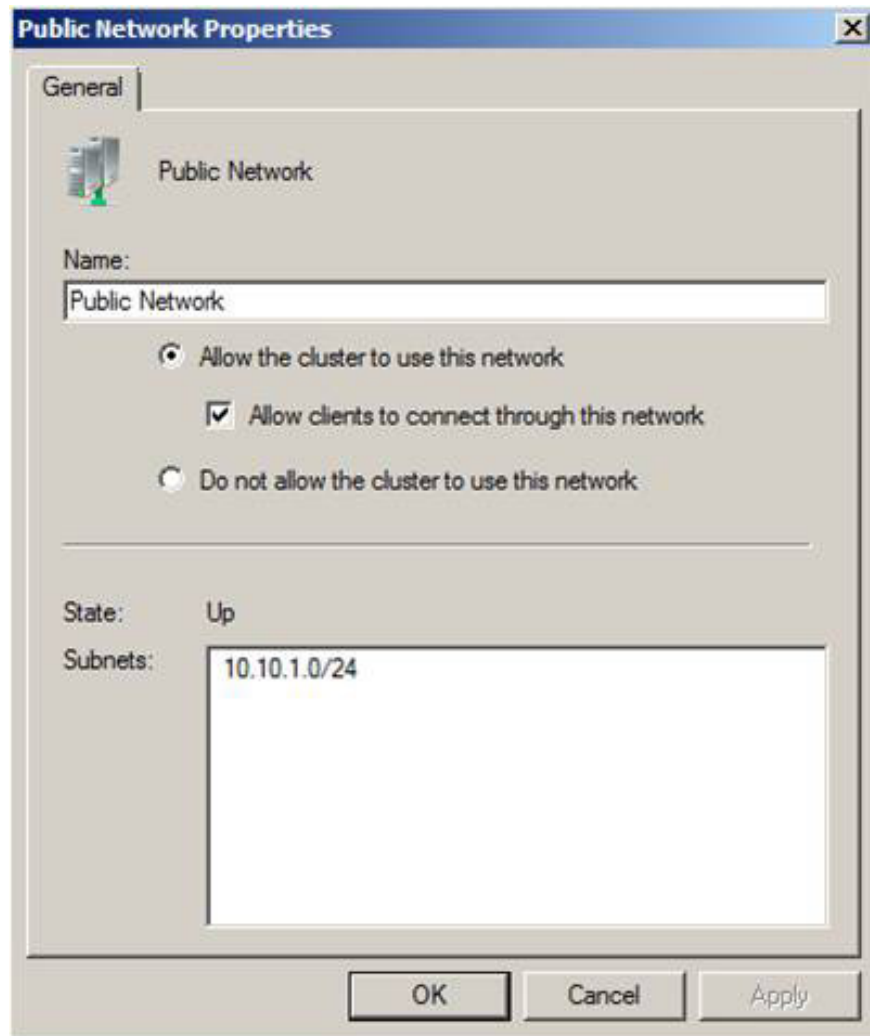 Public Network Properties
General
Public Network
Name:
Public Network
Allow the cluster to use this network
Allow clients to connect through this network
Do not allow the cluster to use this network
State: Up
Subnets: 10.10.1.0/24
OK Cancel Apply